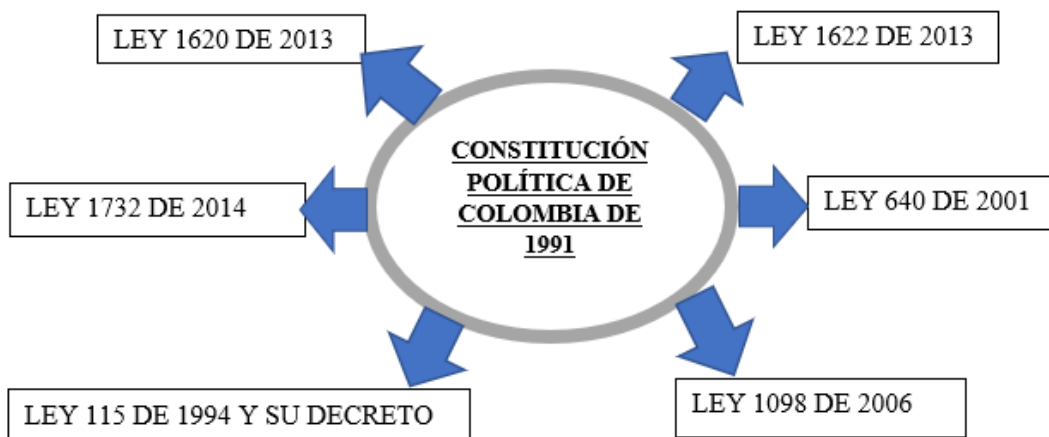 LEY 1620 DE 2013
LEY 1622 DE 2013
CONSTITUCIÓN
POLÍTICA DE
COLOMBIA DE
1991
LEY 1732 DE 2014
LEY 640 DE 2001
LEY 115 DE 1994 Y SU DECRETO
LEY 1098 DE 2006